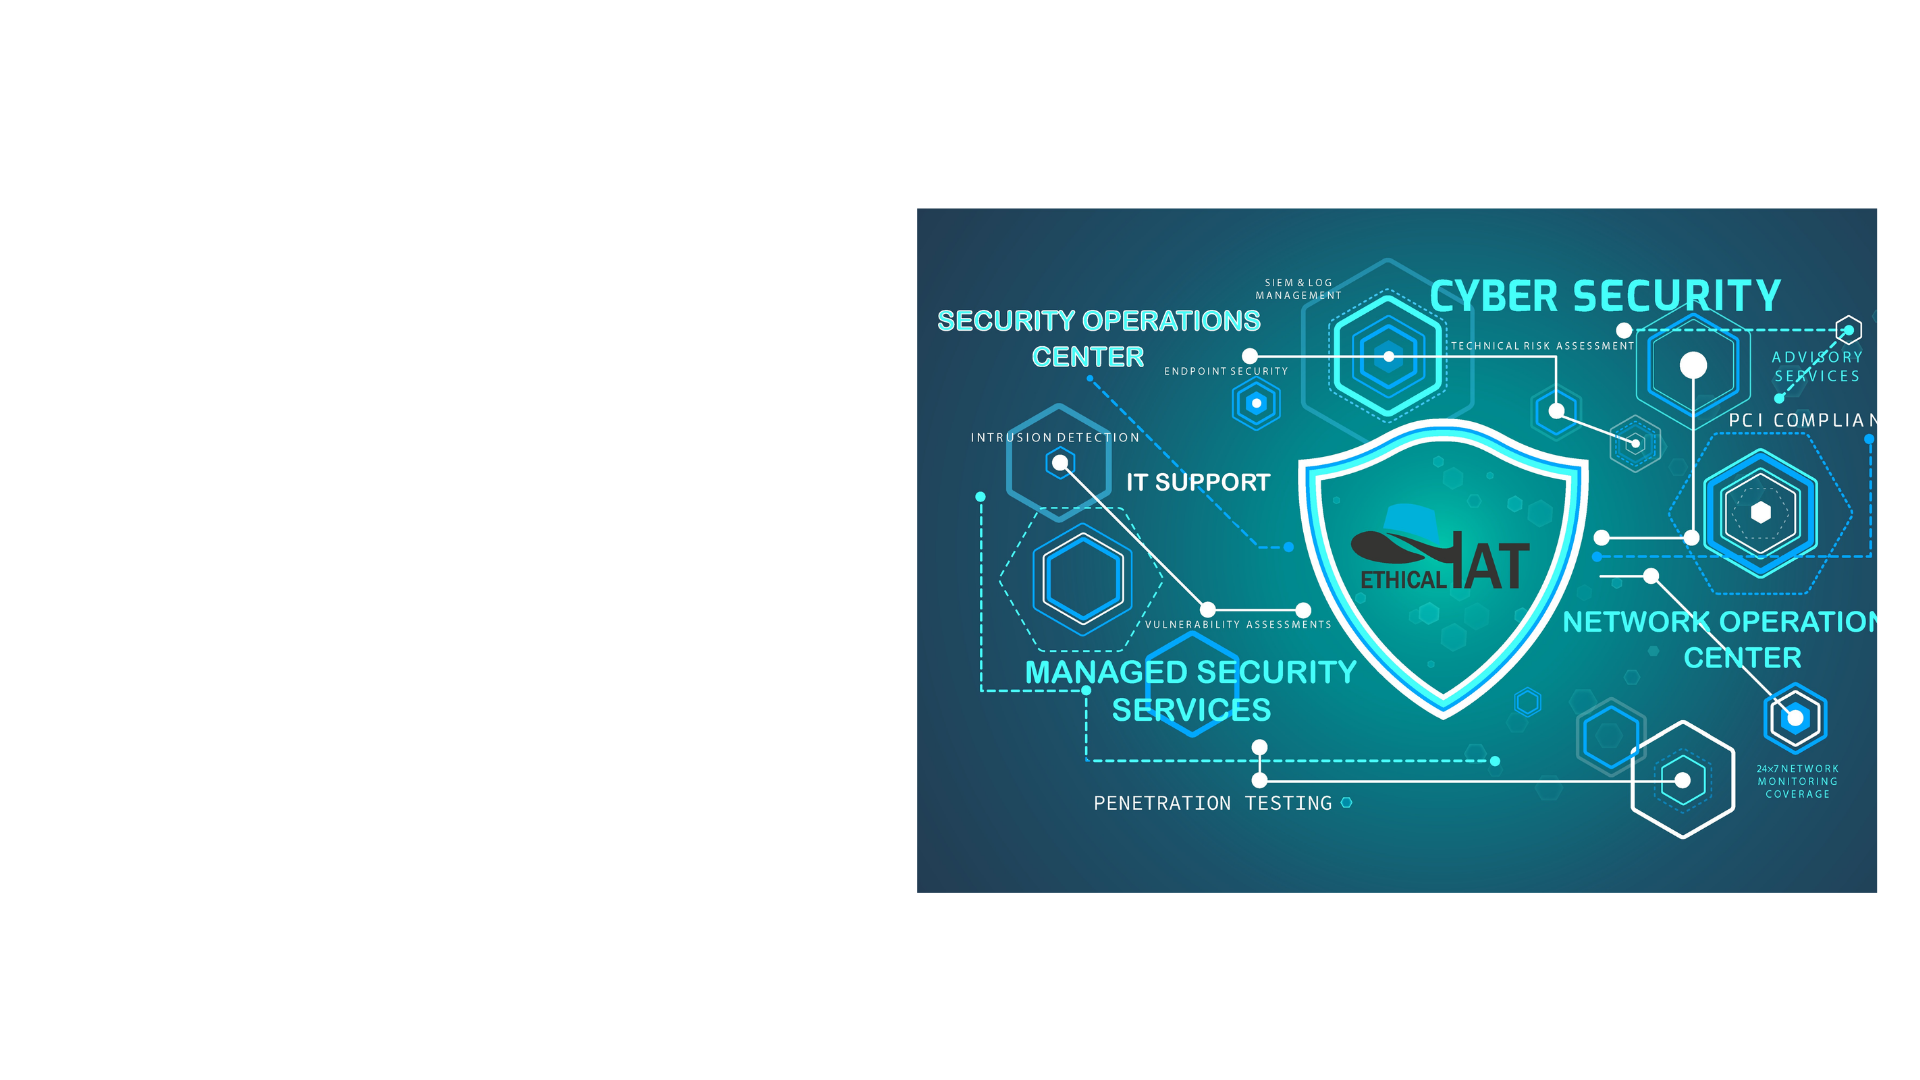 SIEM & LOG
MANAGEMENT
CYBER SECURITY
SECURITY OPERATIONS
CENTER
TECHNICAL RISK ASSESSMENT
ADVISORY
SERVICES
ENDPOINT SECURITY
PCI COMPLIAN
INTRUSION DETECTION
IT SUPPORT
ETHICAL HAT
VULNERABILITY ASSESSMENTS
NETWORK OPERATION
CENTER
MANAGED SECURITY
SERVICES
24x7 NETWORK
MONITORING
COVERAGE
PENETRATION TESTING